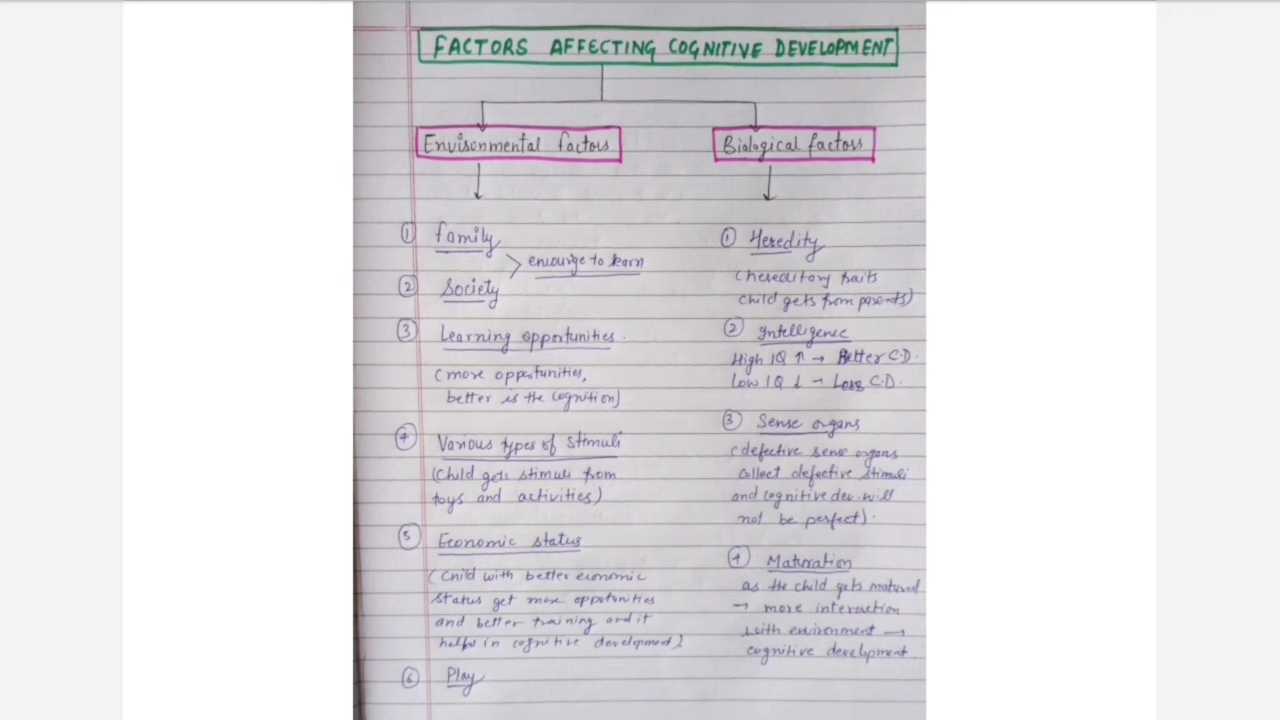 FACTORS AFFECTING COGNITIVE DEVELOPMENT
Environmental factors
① family
② Society
encourge to learn
③ Learning opportunities.
(more opportunities,
better is the cognition)
④ Various types of stimuli
(Child gets stimuli from
toys and activities)
⑤ Economic status
(Child with better economic
status get more opportunities
and better training and it
helps in cognitive development)
⑥ Play
Biological factors
① Heredity
(hereditory traits
child gets from parents)
② Intelligence
High IQ ↑ → Better C.D.
Low IQ ↓ → Less C.D.
③ Sense organs
(defective sense organs
collect defective stimuli
and cognitive dev. will
not be perfect).
④ Maturation
as the child gets matured
→ more interaction
with environment →
cognitive development